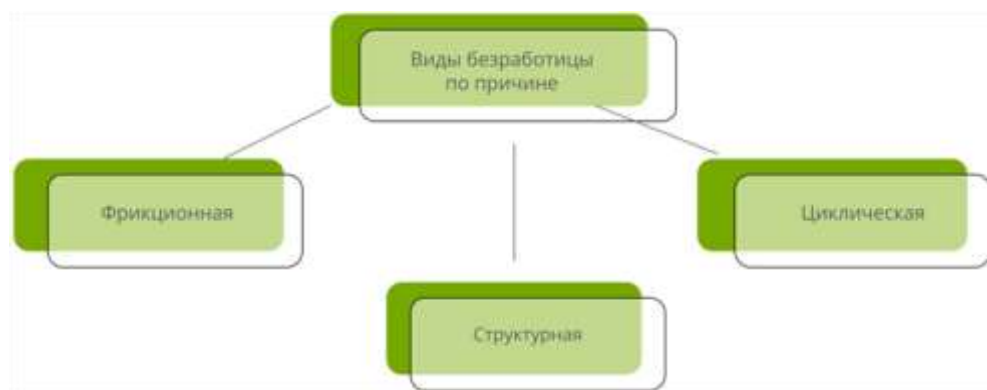 Виды безработицы
по причине
Фрикционная
Циклическая
Структурная